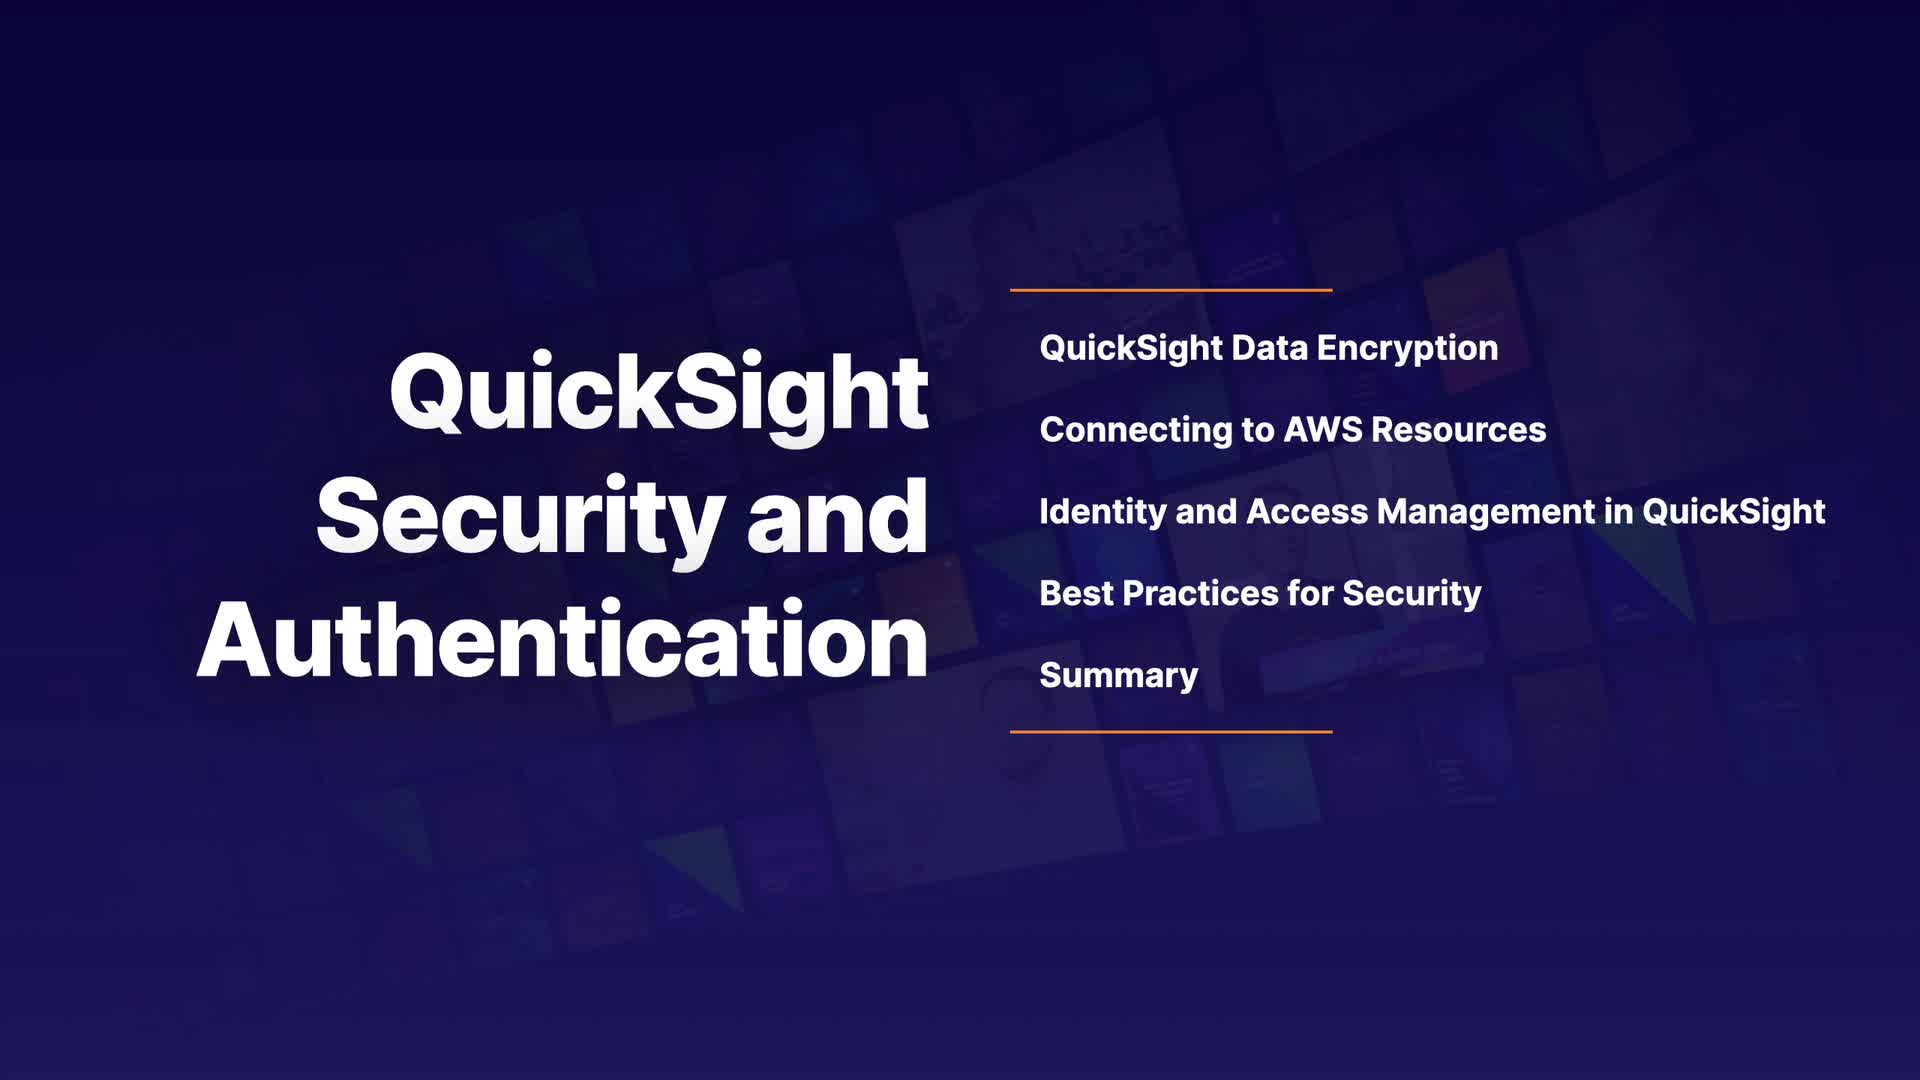 QuickSight
Security and
Authentication
QuickSight Data Encryption
Connecting to AWS Resources
Identity and Access Management in QuickSight
Best Practices for Security
Summary